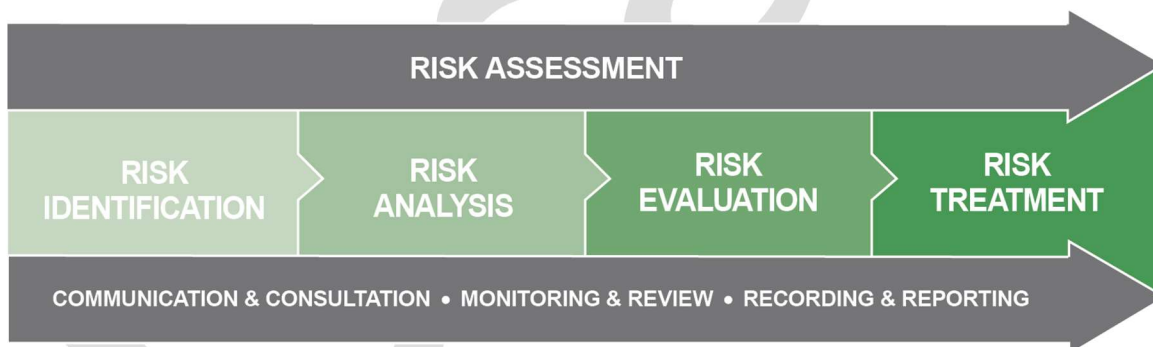 RISK ASSESSMENT
RISK
IDENTIFICATION
RISK
ANALYSIS
RISK
EVALUATION
RISK
TREATMENT
COMMUNICATION & CONSULTATION • MONITORING & REVIEW • RECORDING & REPORTING